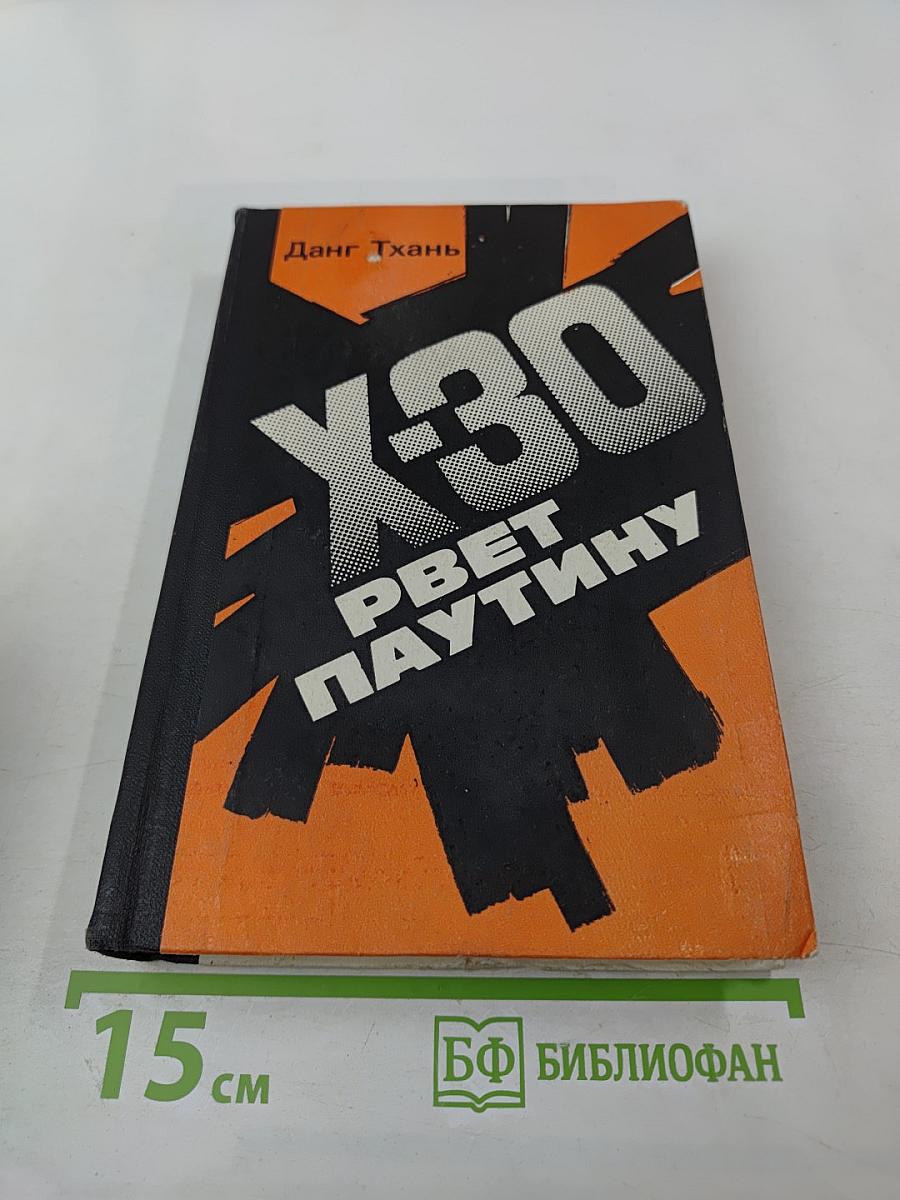 Данг Тхань
Х-30
РВЕТ
ПАУТИНУ
15 см
БФ БИБЛИОФАН